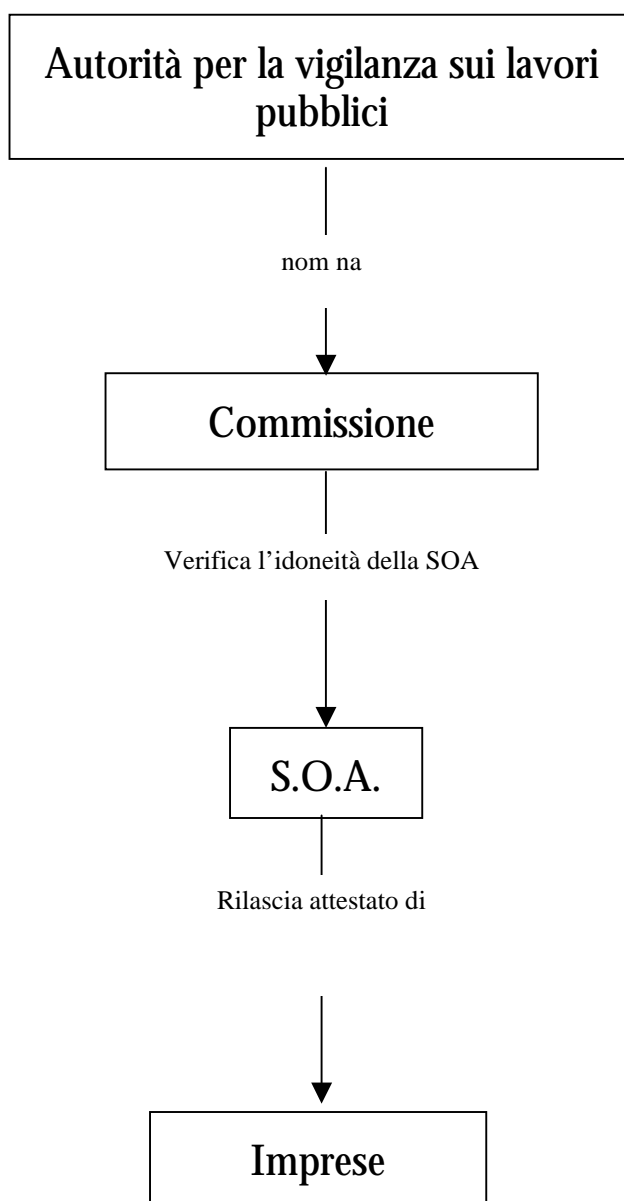 Autorità per la vigilanza sui lavori
pubblici
nom na
Commissione
Verifica l’idoneità della SOA
S.O.A.
Rilascia attestato di
Imprese